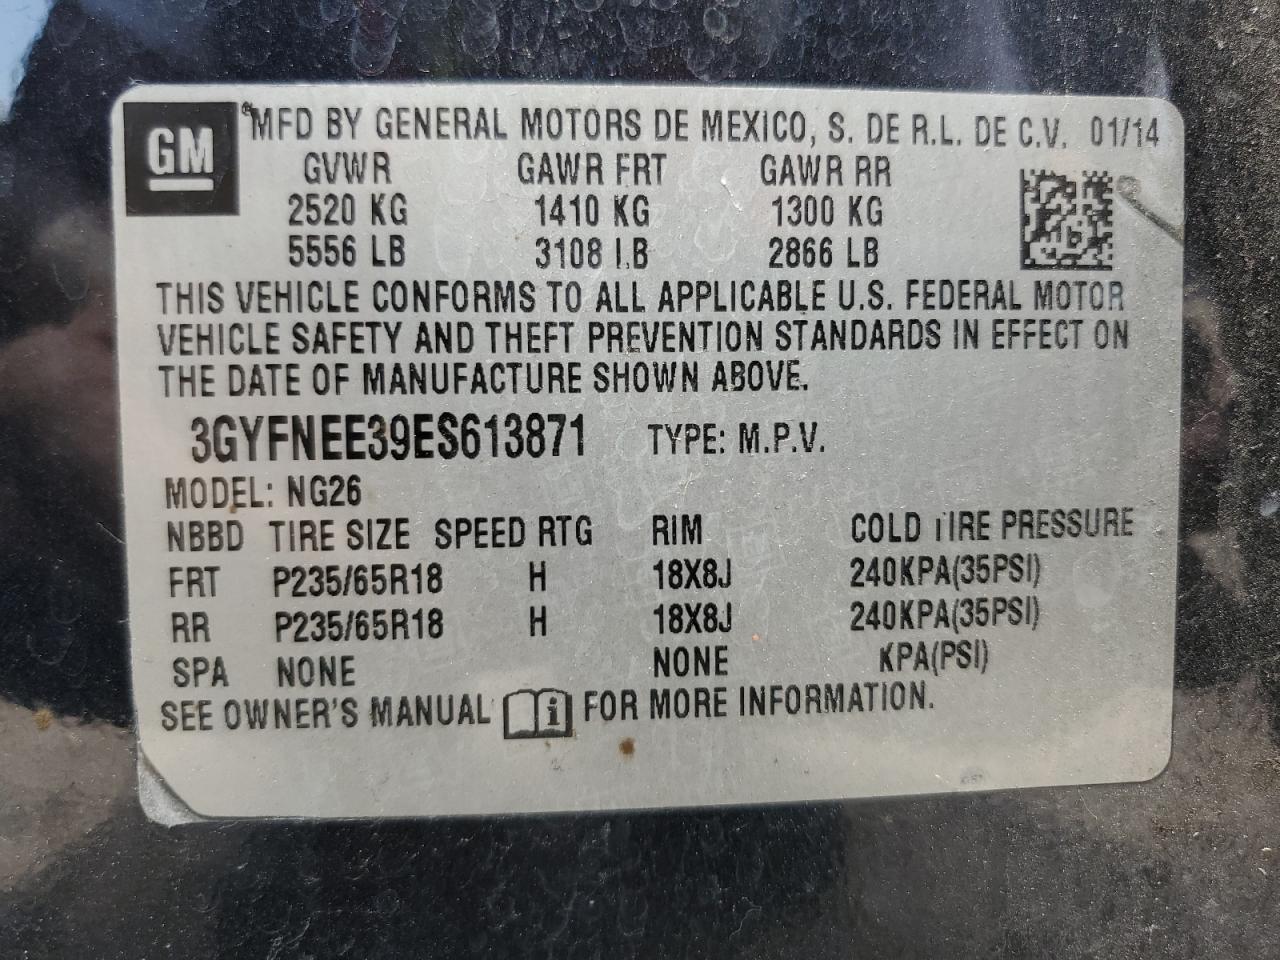 GM
MFD BY GENERAL MOTORS DE MEXICO, S. DE R.L. DE C.V. 01/14
GVWR GAWR FRT GAWR RR
2520 KG 1410 KG 1300 KG
5556 LB 3108 LB 2866 LB
THIS VEHICLE CONFORMS TO ALL APPLICABLE U.S. FEDERAL MOTOR
VEHICLE SAFETY AND THEFT PREVENTION STANDARDS IN EFFECT ON
THE DATE OF MANUFACTURE SHOWN ABOVE.
3GYFNEE39ES613871 TYPE: M.P.V.
MODEL: NG26
NBBD TIRE SIZE SPEED RTG RIM COLD TIRE PRESSURE
FRT P235/65R18 H 18X8J 240KPA(35PSI)
RR P235/65R18 H 18X8J 240KPA(35PSI)
SPA NONE NONE KPA(PSI)
SEE OWNER'S MANUAL i FOR MORE INFORMATION.